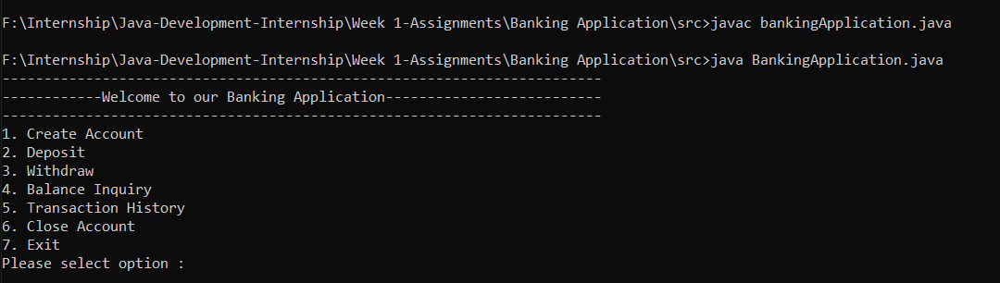 F:\Internship\Java-Development-Internship\Week 1-Assignments\Banking Application\src>javac bankingApplication.java
F:\Internship\Java-Development-Internship\Week 1-Assignments\Banking Application\src>java BankingApplication.java
------------------------------------------------------------------------
------------Welcome to our Banking Application--------------------------
------------------------------------------------------------------------
1. Create Account
2. Deposit
3. Withdraw
4. Balance Inquiry
5. Transaction History
6. Close Account
7. Exit
Please select option :